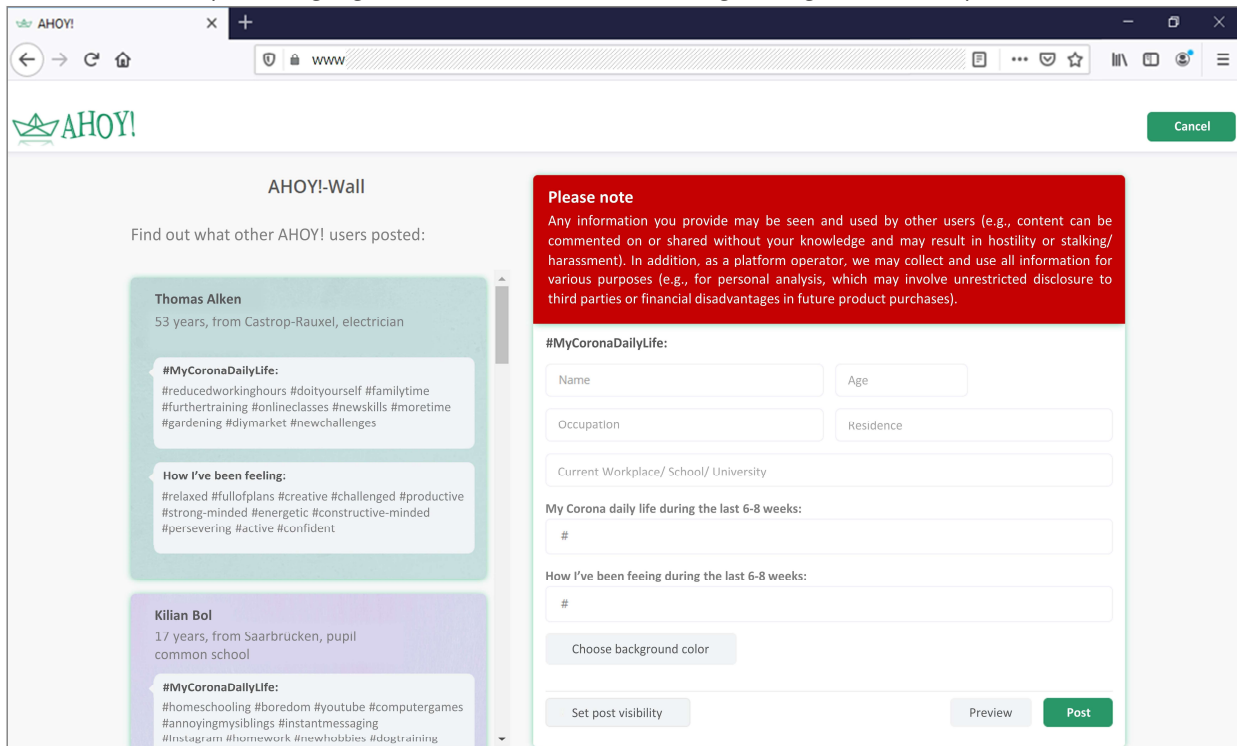 AHOY!
www
AHOY!
Cancel
AHOY!-Wall
Find out what other AHOY! users posted:
Thomas Alken
53 years, from Castrop-Rauxel, electrician
#MyCoronaDailyLife:
#reducedworkinghours #doityourself #familytime
#furthertraining #onlineclasses #newskills #moretime
#gardening #diymarket #newchallenges
How I've been feeling:
#relaxed #fullofplans #creative #challenged #productive
#strong-minded #energetic #constructive-minded
#persevering #active #confident
Kilian Bol
17 years, from Saarbrucken, pupil
common school
#MyCoronaDailyLife:
#homeschooling #boredom #youtube #computergames
#annoyingmysiblings #instantmessaging
#Instagram #homework #newhobbies #dogtraining
Please note
Any information you provide may be seen and used by other users (e.g., content can be
commented on or shared without your knowledge and may result in hostility or stalking/
harassment). In addition, as a platform operator, we may collect and use all information for
various purposes (e.g., for personal analysis, which may involve unrestricted disclosure to
third parties or financial disadvantages in future product purchases).
#MyCoronaDailyLife:
Name
Age
Occupation
Residence
Current Workplace/ School/ University
My Corona daily life during the last 6-8 weeks:
#
How I've been feeing during the last 6-8 weeks:
#
Choose background color
Set post visibility
Preview
Post